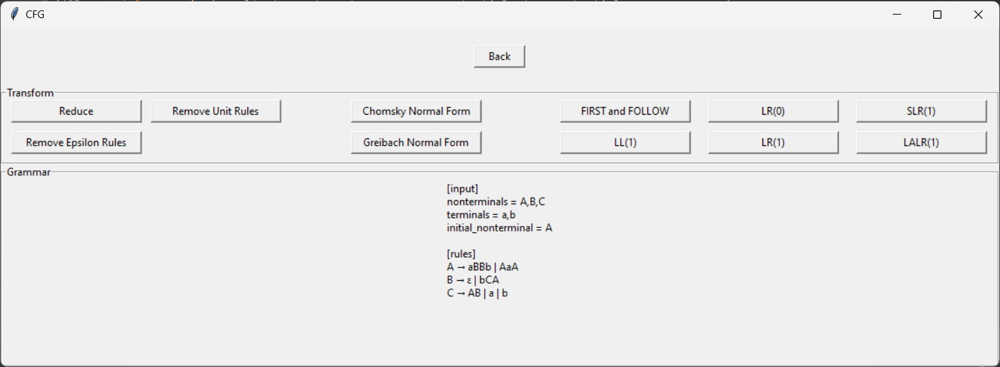 CFG
Back
Transform
Reduce Remove Unit Rules Chomsky Normal Form FIRST and FOLLOW LR(0) SLR(1)
Remove Epsilon Rules Greibach Normal Form LL(1) LR(1) LALR(1)
Grammar
[input]
nonterminals = A,B,C
terminals = a,b
initial_nonterminal = A
[rules]
A → aBBb | AaA
B → ε | bCA
C → AB | a | b